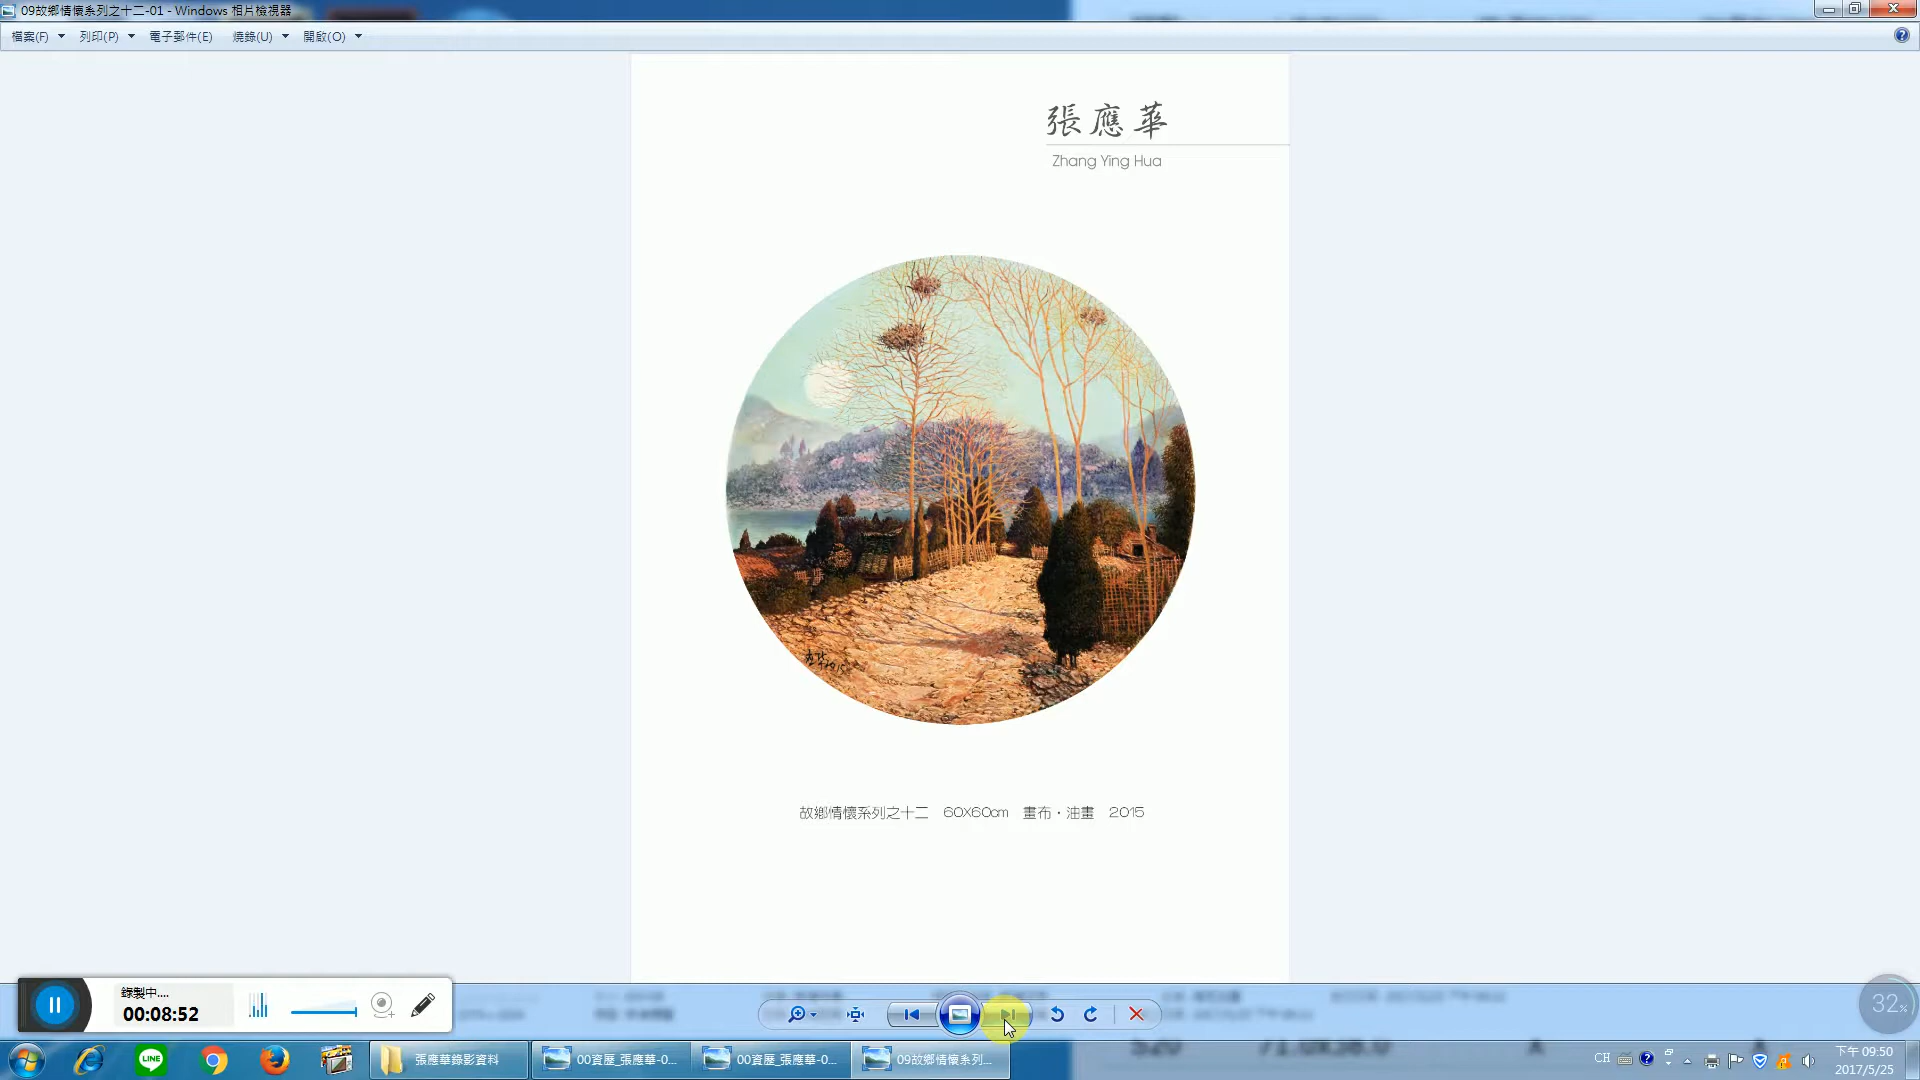 09故鄉情懷系列之十二-01 - Windows 相片檢視器
檔案(F) 列印(P) 電子郵件(E) 燒錄(U) 開啟(O)
張應華
Zhang Ying Hua
故鄉情懷系列之十二 60X60cm 畫布・油畫 2015
錄製中....
00:08:52
32%
張應華錄影資料 00資歷_張應華-0... 00資歷_張應華-0... 09故鄉情懷系列...
LINE
CH
下午 09:50
2017/5/25